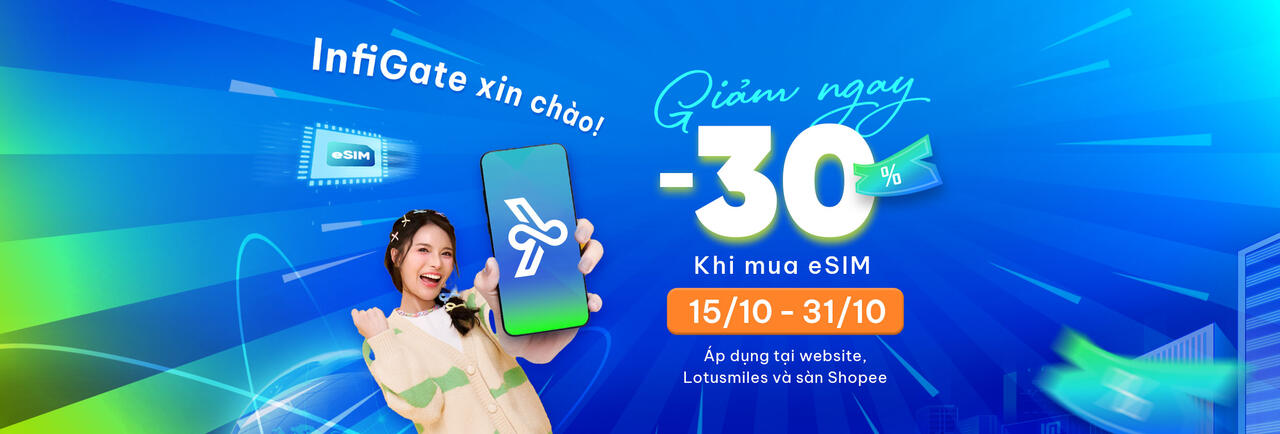 InfiGate xin chào!
eSIM
Giảm ngay
-30
%
Khi mua eSIM
15/10 - 31/10
Áp dụng tại website,
Lotusmiles và sàn Shopee